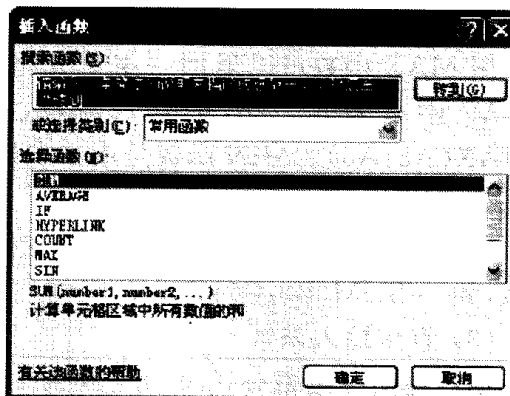 插入函数
搜索函数(S):
转到(G)
或选择类别(C): 常用函数
选择函数(N):
SUM
AVERAGE
IF
HYPERLINK
COUNT
MAX
SIN
SUM(number1,number2,...)
计算单元格区域中所有数值的和
有关该函数的帮助
确定
取消